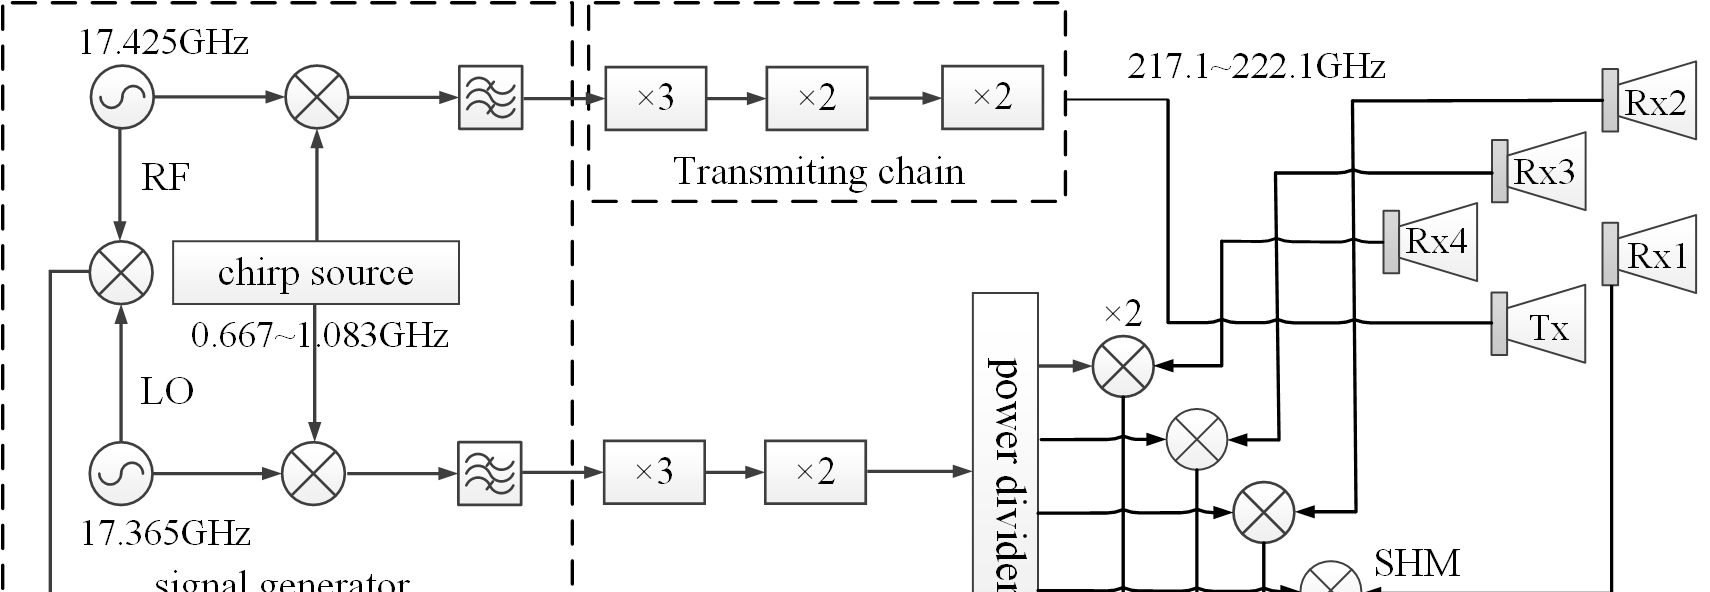 17.425GHz
RF
chirp source
0.667~1.083GHz
LO
17.365GHz
signal generator
×3
×2
×2
Transmiting chain
217.1~222.1GHz
Rx2
Rx3
Rx4
Rx1
Tx
×3
×2
power divider
×2
SHM